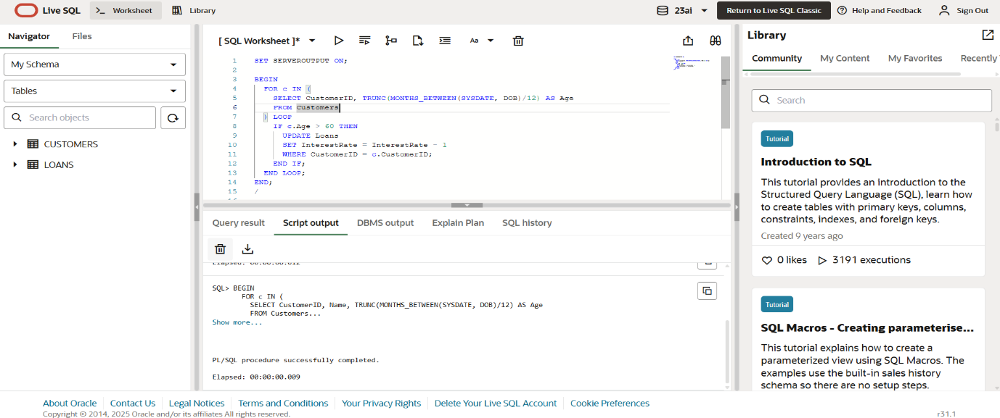 Live SQL
Worksheet
Library
23ai
Return to Live SQL Classic
Help and Feedback
Sign Out
Navigator
Files
My Schema
Tables
Search objects
CUSTOMERS
LOANS
[ SQL Worksheet ]*
Aa
1 SET SERVEROUTPUT ON;
2
3 BEGIN
4 FOR c IN (
5 SELECT CustomerID, TRUNC(MONTHS_BETWEEN(SYSDATE, DOB)/12) AS Age
6 FROM Customers
7 ) LOOP
8 IF c.Age > 60 THEN
9 UPDATE Loans
10 SET InterestRate = InterestRate - 1
11 WHERE CustomerID = c.CustomerID;
12 END IF;
13 END LOOP;
14 END;
15 /
Query result
Script output
DBMS output
Explain Plan
SQL history
Elapsed: 00:00:00.012
SQL> BEGIN
FOR c IN (
SELECT CustomerID, Name, TRUNC(MONTHS_BETWEEN(SYSDATE, DOB)/12) AS Age
FROM Customers...
Show more...
PL/SQL procedure successfully completed.
Elapsed: 00:00:00.009
Library
Community
My Content
My Favorites
Recently
Search
Tutorial
Introduction to SQL
This tutorial provides an introduction to the
Structured Query Language (SQL), learn how
to create tables with primary keys, columns,
constraints, indexes, and foreign keys.
Created 9 years ago
0 likes
3191 executions
Tutorial
SQL Macros - Creating parameterise...
This tutorial explains how to create a
parameterized view using SQL Macros. The
examples use the built-in sales history
schema so there are no setup steps.
About Oracle
Contact Us
Legal Notices
Terms and Conditions
Your Privacy Rights
Delete Your Live SQL Account
Cookie Preferences
Copyright © 2014, 2025 Oracle and/or its affiliates All rights reserved.
r31.1